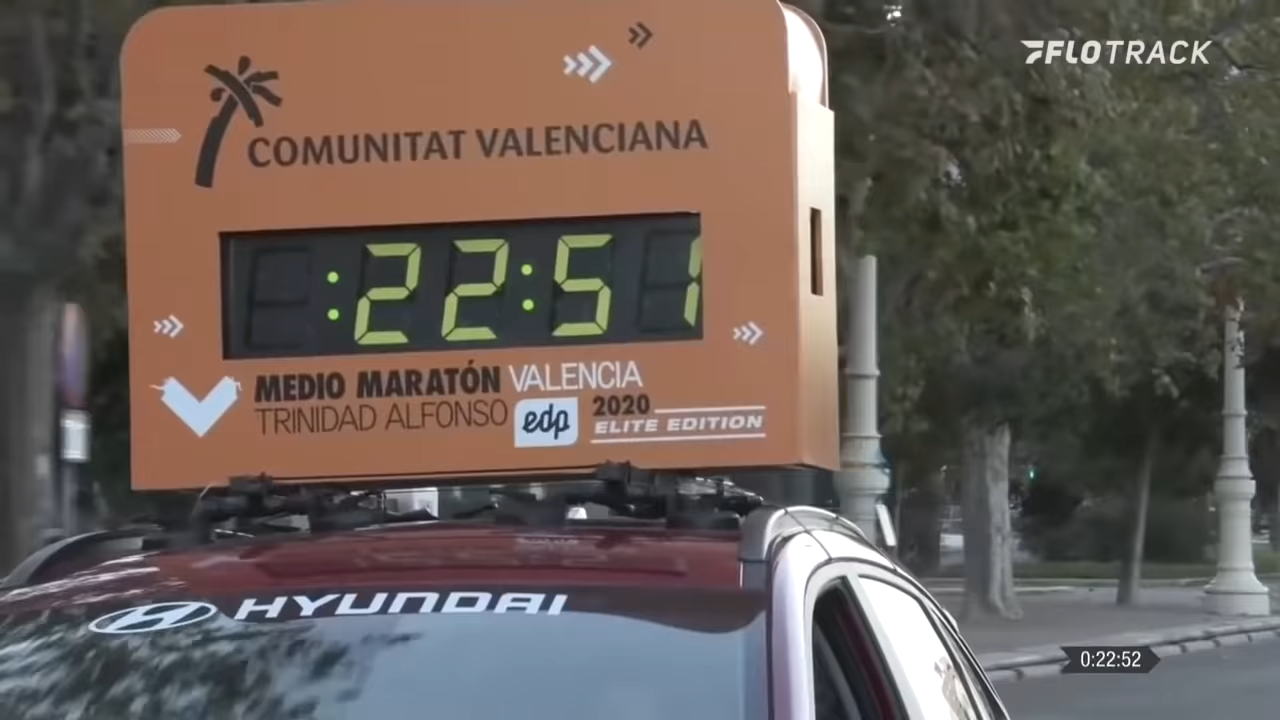 FLOTRACK
COMUNITAT VALENCIANA
:22:51
MEDIO MARATÓN VALENCIA
TRINIDAD ALFONSO edp 2020
ELITE EDITION
HYUNDAI
0:22:52